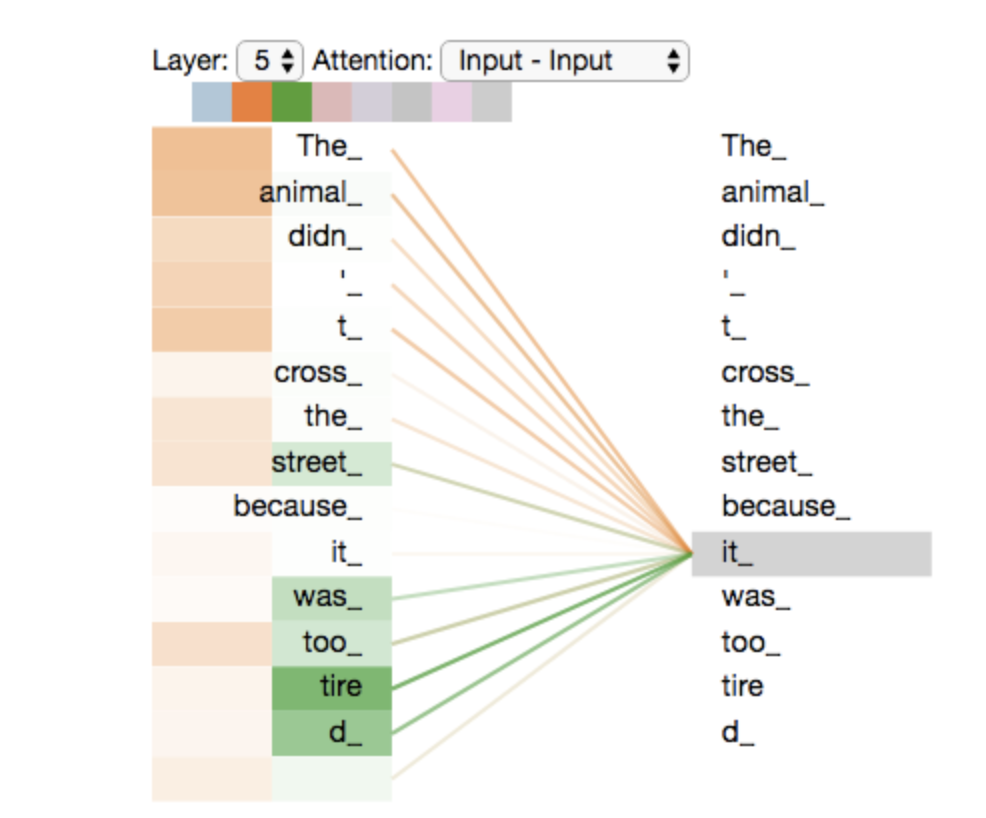 Layer: 5 Attention: Input - Input
The_ The_
animal_ animal_
didn_ didn_
'_ '_
t_ t_
cross_ cross_
the_ the_
street_ street_
because_ because_
it_ it_
was_ was_
too_ too_
tire tire
d_ d_